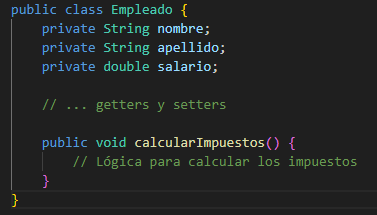 public class Empleado {
    private String nombre;
    private String apellido;
    private double salario;

    // ... getters y setters

    public void calcularImpuestos() {
        // Lógica para calcular los impuestos
    }
}